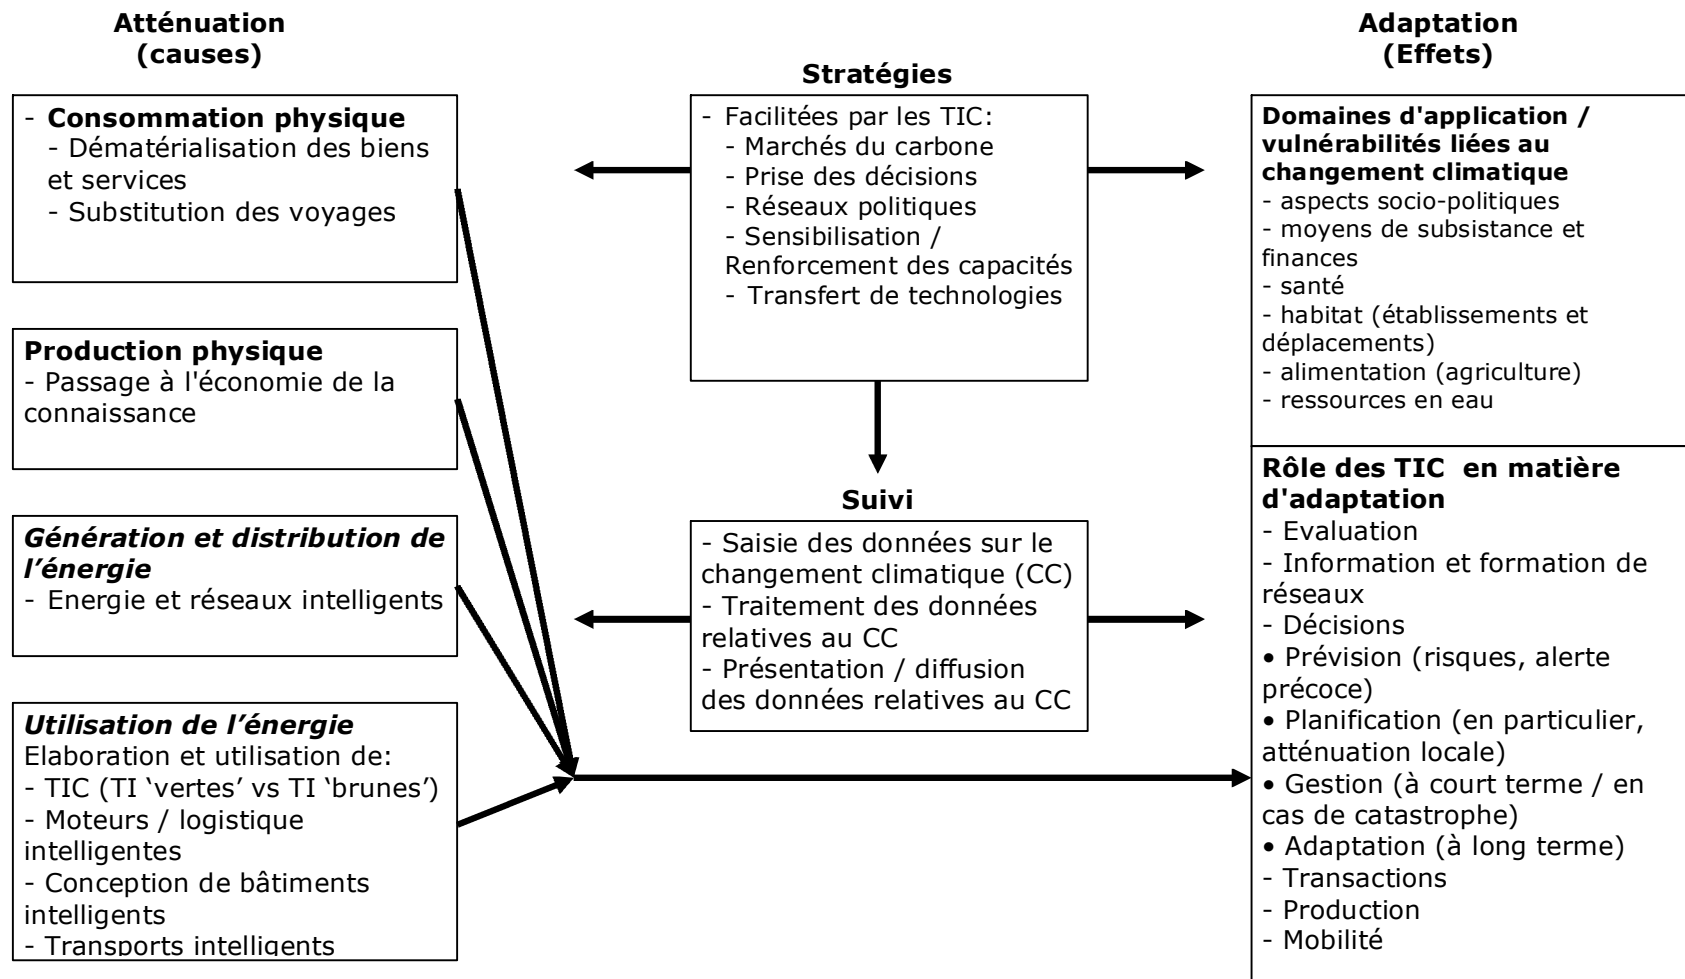 Atténuation
(causes)
- Consommation physique
- Dématérialisation des biens
et services
- Substitution des voyages
Production physique
- Passage à l'économie de la
connaissance
Génération et distribution de
l’énergie
- Energie et réseaux intelligents
Utilisation de l’énergie
Elaboration et utilisation de:
- TIC (TI ‘vertes’ vs TI ‘brunes’)
- Moteurs / logistique
intelligentes
- Conception de bâtiments
intelligents
- Transports intelligents
Stratégies
- Facilitées par les TIC:
- Marchés du carbone
- Prise des décisions
- Réseaux politiques
- Sensibilisation /
Renforcement des capacités
- Transfert de technologies
Suivi
- Saisie des données sur le
changement climatique (CC)
- Traitement des données
relatives au CC
- Présentation / diffusion
des données relatives au CC
Adaptation
(Effets)
Domaines d'application /
vulnérabilités liées au
changement climatique
- aspects socio-politiques
- moyens de subsistance et
finances
- santé
- habitat (établissements et
déplacements)
- alimentation (agriculture)
- ressources en eau
Rôle des TIC en matière
d'adaptation
- Evaluation
- Information et formation de
réseaux
- Décisions
• Prévision (risques, alerte
précoce)
• Planification (en particulier,
atténuation locale)
• Gestion (à court terme / en
cas de catastrophe)
• Adaptation (à long terme)
- Transactions
- Production
- Mobilité